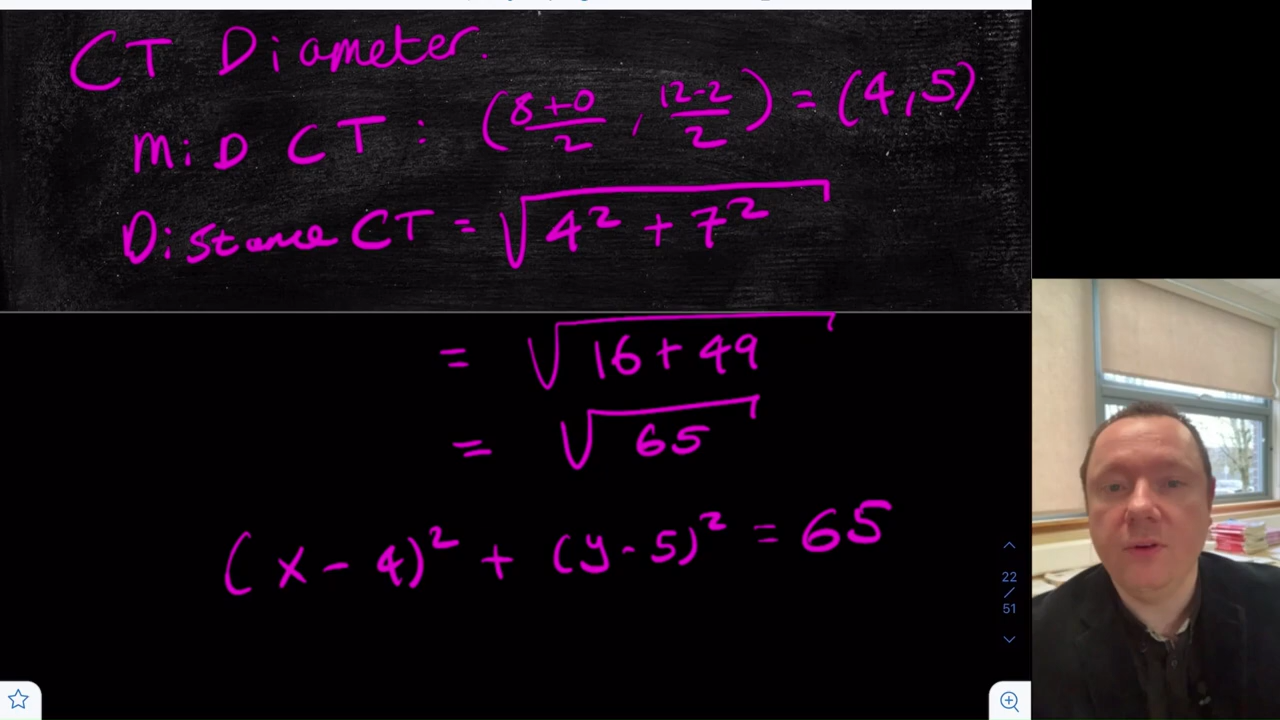 CT Diameter.
MiD CT : (8+0/2 , 12-2/2) = (4,5)
Distance CT = √4² + 7²
= √16 + 49
= √65
(x - 4)² + (y - 5)² = 65
22
/
51